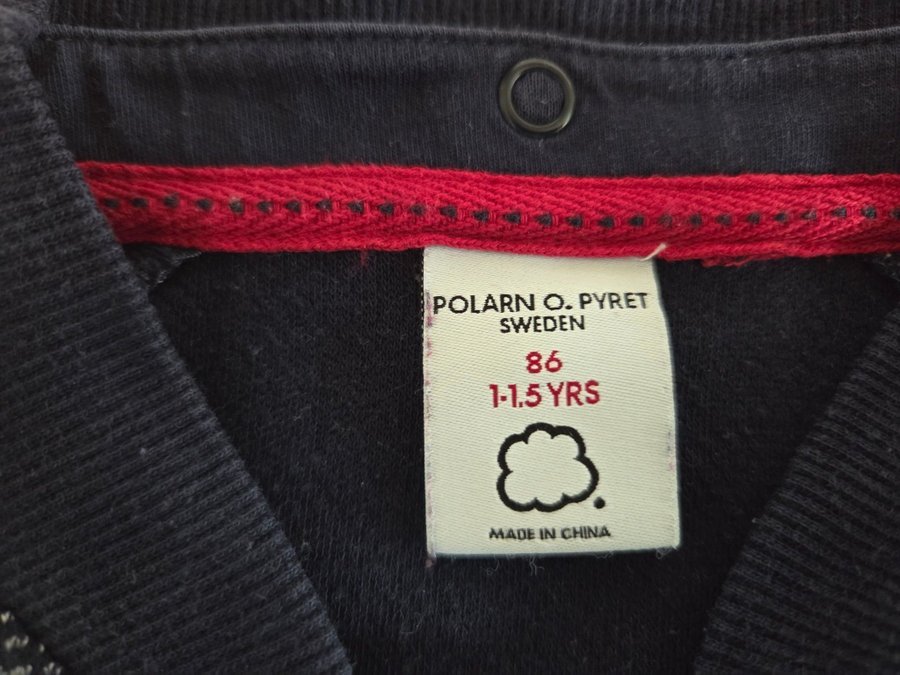 POLARN O. PYRET
SWEDEN
86
1-1.5 YRS
MADE IN CHINA